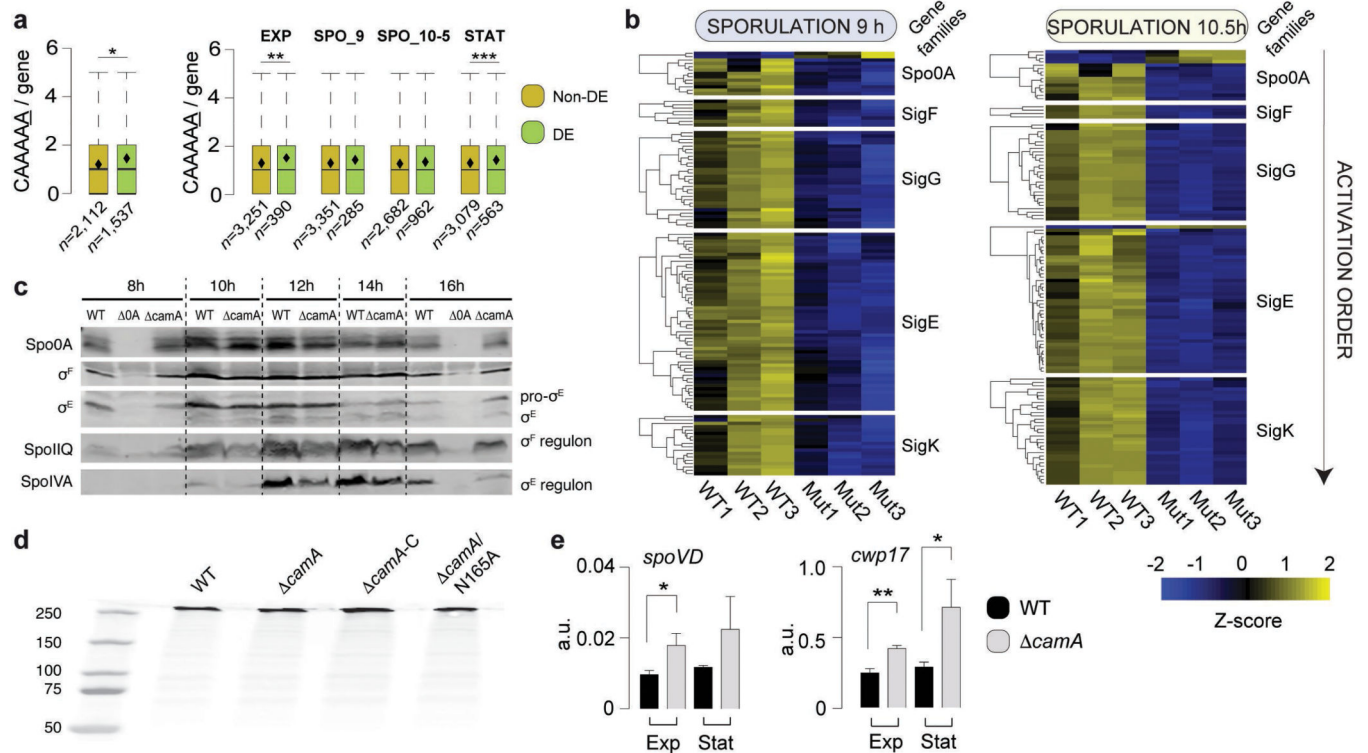 a
CAAAAA / gene
6
4
2
0
*
n=2,112
n=1,537
EXP SPO_9 SPO_10-5 STAT
** ***
6
4
2
0
n=3,251
n=390
n=3,351
n=285
n=2,682
n=962
n=3,079
n=563
CAAAAA / gene
Non-DE
DE
b
SPORULATION 9 h
Gene families
Spo0A
SigF
SigG
SigE
SigK
WT1 WT2 WT3 Mut1 Mut2 Mut3
SPORULATION 10.5h
Gene families
Spo0A
SigF
SigG
SigE
SigK
WT1 WT2 WT3 Mut1 Mut2 Mut3
ACTIVATION ORDER
-2 -1 0 1 2
Z-score
c
8h 10h 12h 14h 16h
WT Δ0A ΔcamA WT ΔcamA WT ΔcamA WT ΔcamA WT Δ0A ΔcamA
Spo0A
σF
σE
pro-σE
σE
SpoIIQ
σF regulon
SpoIVA
σE regulon
d
WT ΔcamA ΔcamA-C ΔcamA/N165A
250
150
100
75
50
e
spoVD
a.u.
0.04
0.02
0
*
Exp Stat
cwp17
a.u.
1.0
0.5
0.0
** *
Exp Stat
WT
ΔcamA